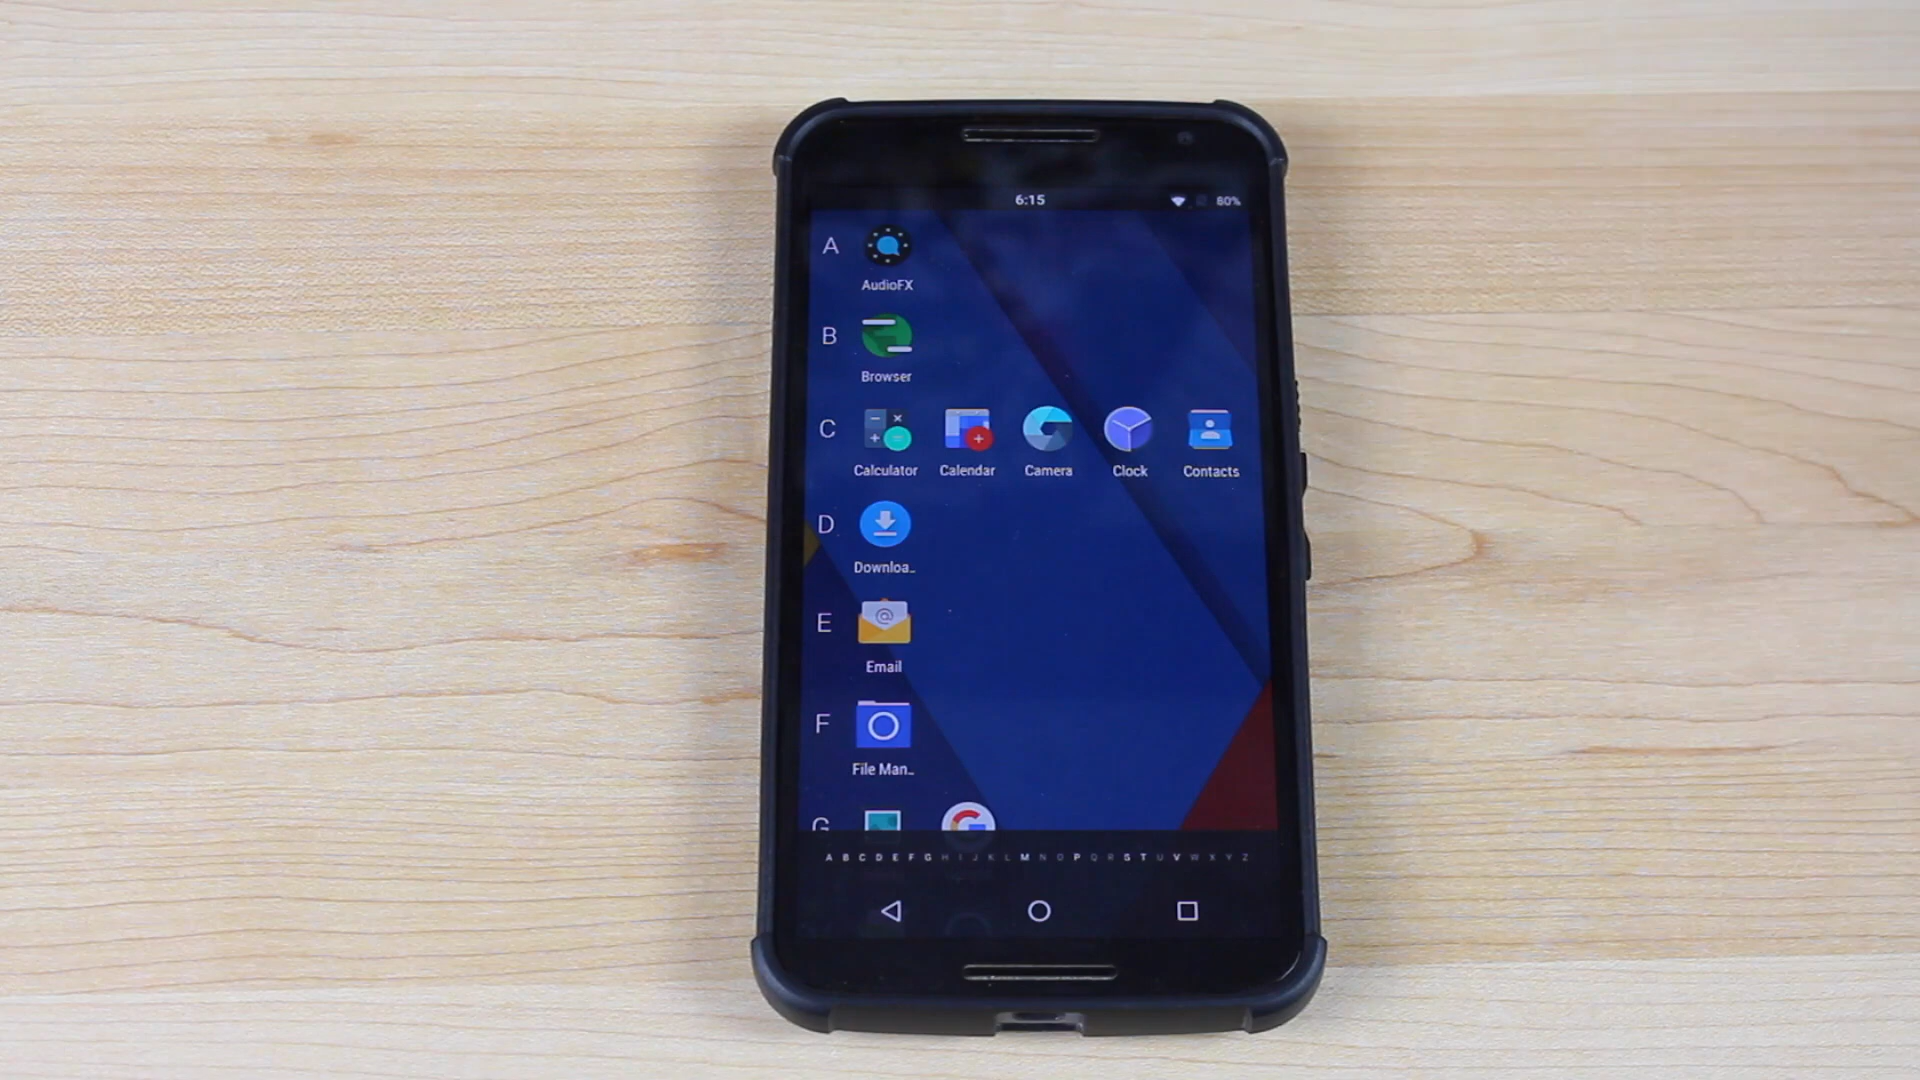 6:15 80%
A
AudioFX
B
Browser
C
Calculator Calendar Camera Clock Contacts
D
Downloa..
E
@
Email
F
File Man..
G
A B C D E F G H I J K L M N O P Q R S T U V W X Y Z